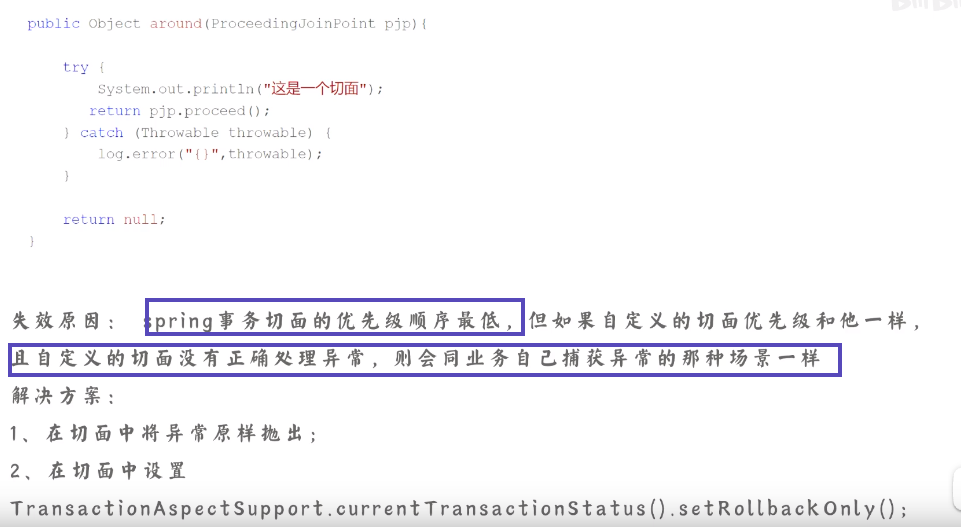 public Object around(ProceedingJoinPoint pjp){
try {
System.out.println("这是一个切面");
return pjp.proceed();
} catch (Throwable throwable) {
log.error("{}",throwable);
}
return null;
}
失效原因： spring事务切面的优先级顺序最低，但如果自定义的切面优先级和他一样，
且自定义的切面没有正确处理异常，则会同业务自己捕获异常的那种场景一样
解决方案：
1、在切面中将异常原样抛出；
2、在切面中设置
TransactionAspectSupport.currentTransactionStatus().setRollbackOnly();